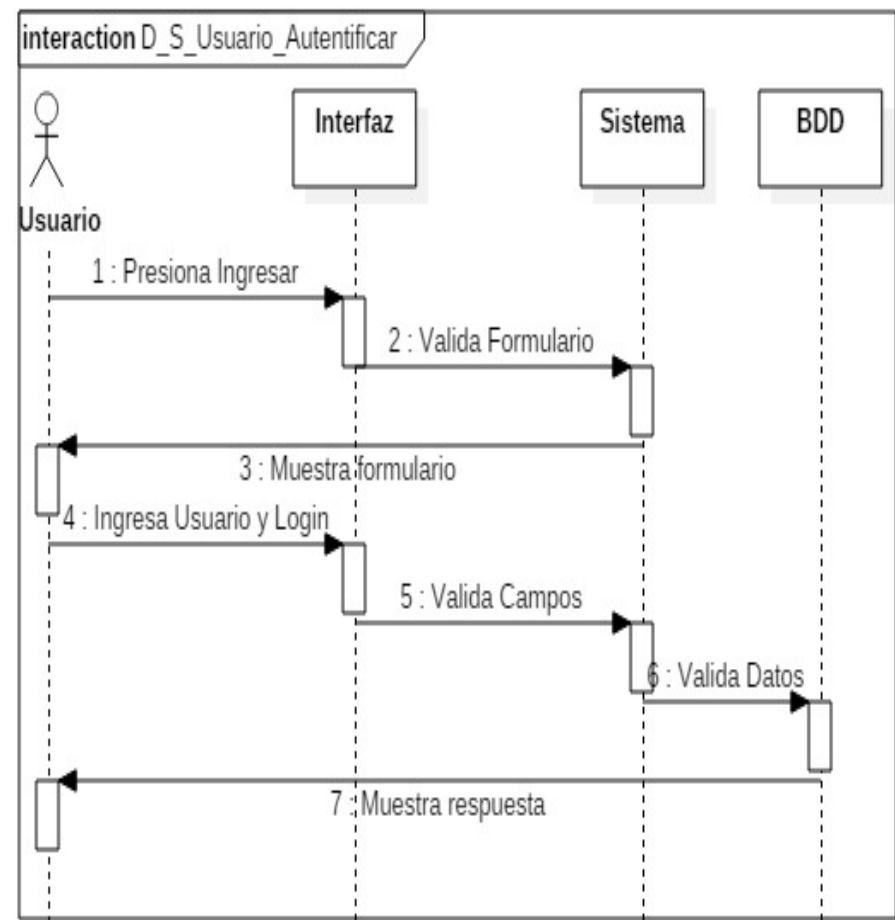 interaction D_S_Usuario_Autentificar
Interfaz
Sistema
BDD
Usuario
1 : Presiona Ingresar
2 : Valida Formulario
3 : Muestra formulario
4 : Ingresa Usuario y Login
5 : Valida Campos
6 : Valida Datos
7 : Muestra respuesta